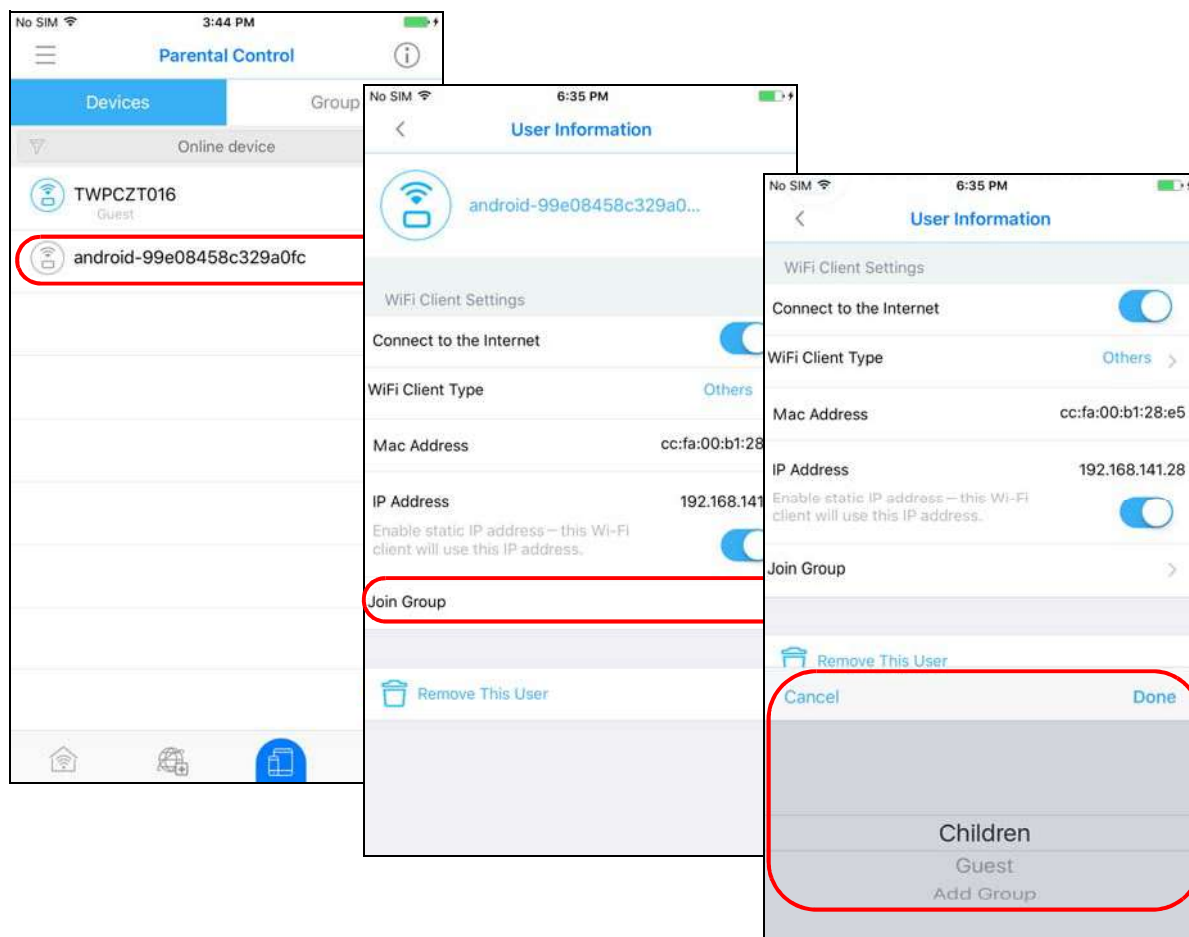 No SIM 3:44 PM
Parental Control
Devices
Group
Online device
TWPCZT016
Guest
android-99e08458c329a0fc
No SIM 6:35 PM
User Information
android-99e08458c329a0...
WiFi Client Settings
Connect to the Internet
WiFi Client Type Others
Mac Address cc:fa:00:b1:28
IP Address 192.168.141
Enable static IP address—this Wi-Fi
client will use this IP address.
Join Group
Remove This User
No SIM 6:35 PM
User Information
WiFi Client Settings
Connect to the Internet
WiFi Client Type Others
Mac Address cc:fa:00:b1:28:e5
IP Address 192.168.141.28
Enable static IP address—this Wi-Fi
client will use this IP address.
Join Group
Remove This User
Cancel Done
Children
Guest
Add Group